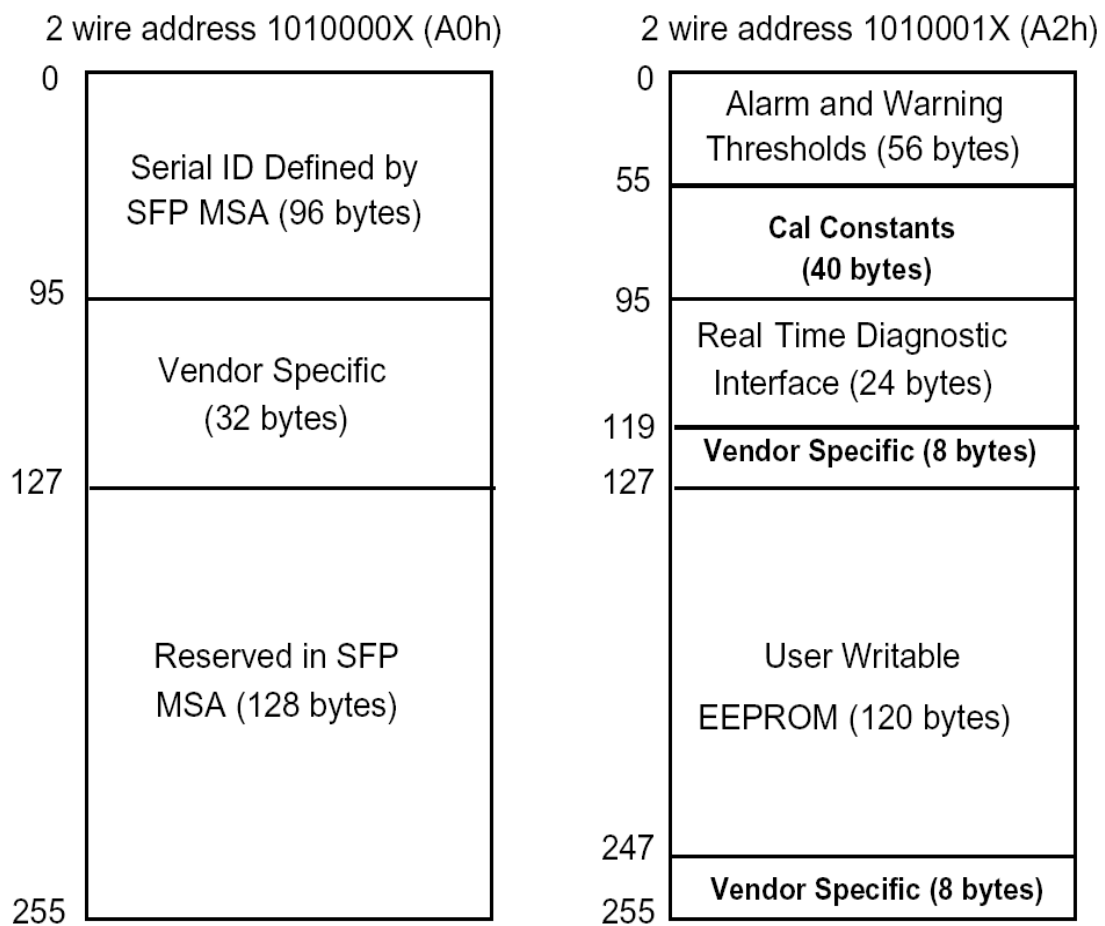 2 wire address 1010000X (A0h)
0
Serial ID Defined by
SFP MSA (96 bytes)
95
Vendor Specific
(32 bytes)
127
Reserved in SFP
MSA (128 bytes)
255
2 wire address 1010001X (A2h)
0
Alarm and Warning
Thresholds (56 bytes)
55
Cal Constants
(40 bytes)
95
Real Time Diagnostic
Interface (24 bytes)
119
Vendor Specific (8 bytes)
127
User Writable
EEPROM (120 bytes)
247
Vendor Specific (8 bytes)
255